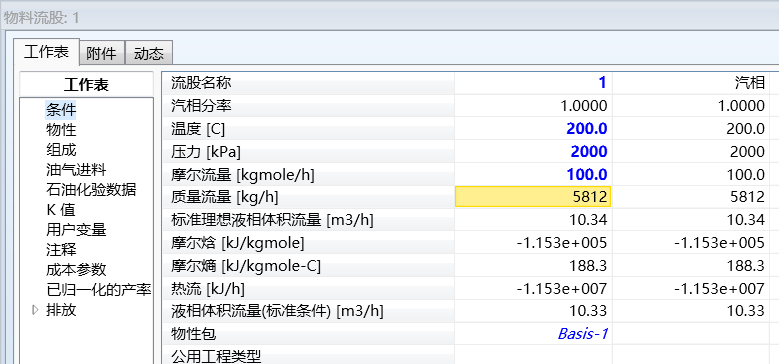 物料流股: 1
工作表 附件 动态
工作表
条件
物性
组成
油气进料
石油化验数据
K 值
用户变量
注释
成本参数
已归一化的产率
排放
流股名称 1 汽相
汽相分率 1.0000 1.0000
温度 [C] 200.0 200.0
压力 [kPa] 2000 2000
摩尔流量 [kgmole/h] 100.0 100.0
质量流量 [kg/h] 5812 5812
标准理想液相体积流量 [m3/h] 10.34 10.34
摩尔焓 [kJ/kgmole] -1.153e+005 -1.153e+005
摩尔熵 [kJ/kgmole-C] 188.3 188.3
热流 [kJ/h] -1.153e+007 -1.153e+007
液相体积流量(标准条件) [m3/h] 10.33 10.33
物性包 Basis-1
公用工程类型